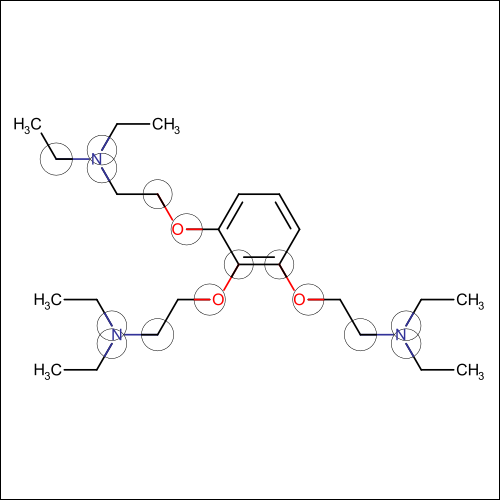 H₃C CH₃
N
O
H₃C O O CH₃
N N
H₃C CH₃